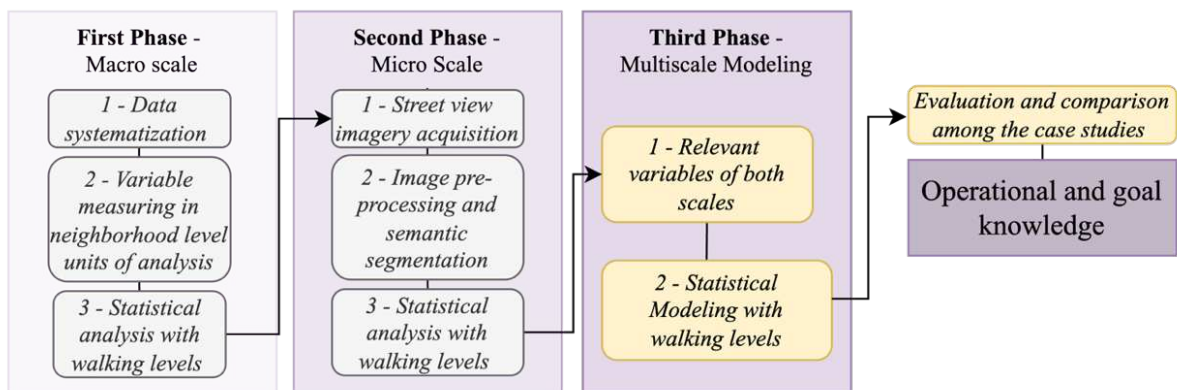 First Phase -
Macro scale
1 - Data
systematization
2 - Variable
measuring in
neighborhood level
units of analysis
3 - Statistical
analysis with
walking levels
Second Phase -
Micro Scale
1 - Street view
imagery acquisition
2 - Image pre-
processing and
semantic
segmentation
3 - Statistical
analysis with
walking levels
Third Phase -
Multiscale Modeling
1 - Relevant
variables of both
scales
2 - Statistical
Modeling with
walking levels
Evaluation and comparison
among the case studies
Operational and goal
knowledge